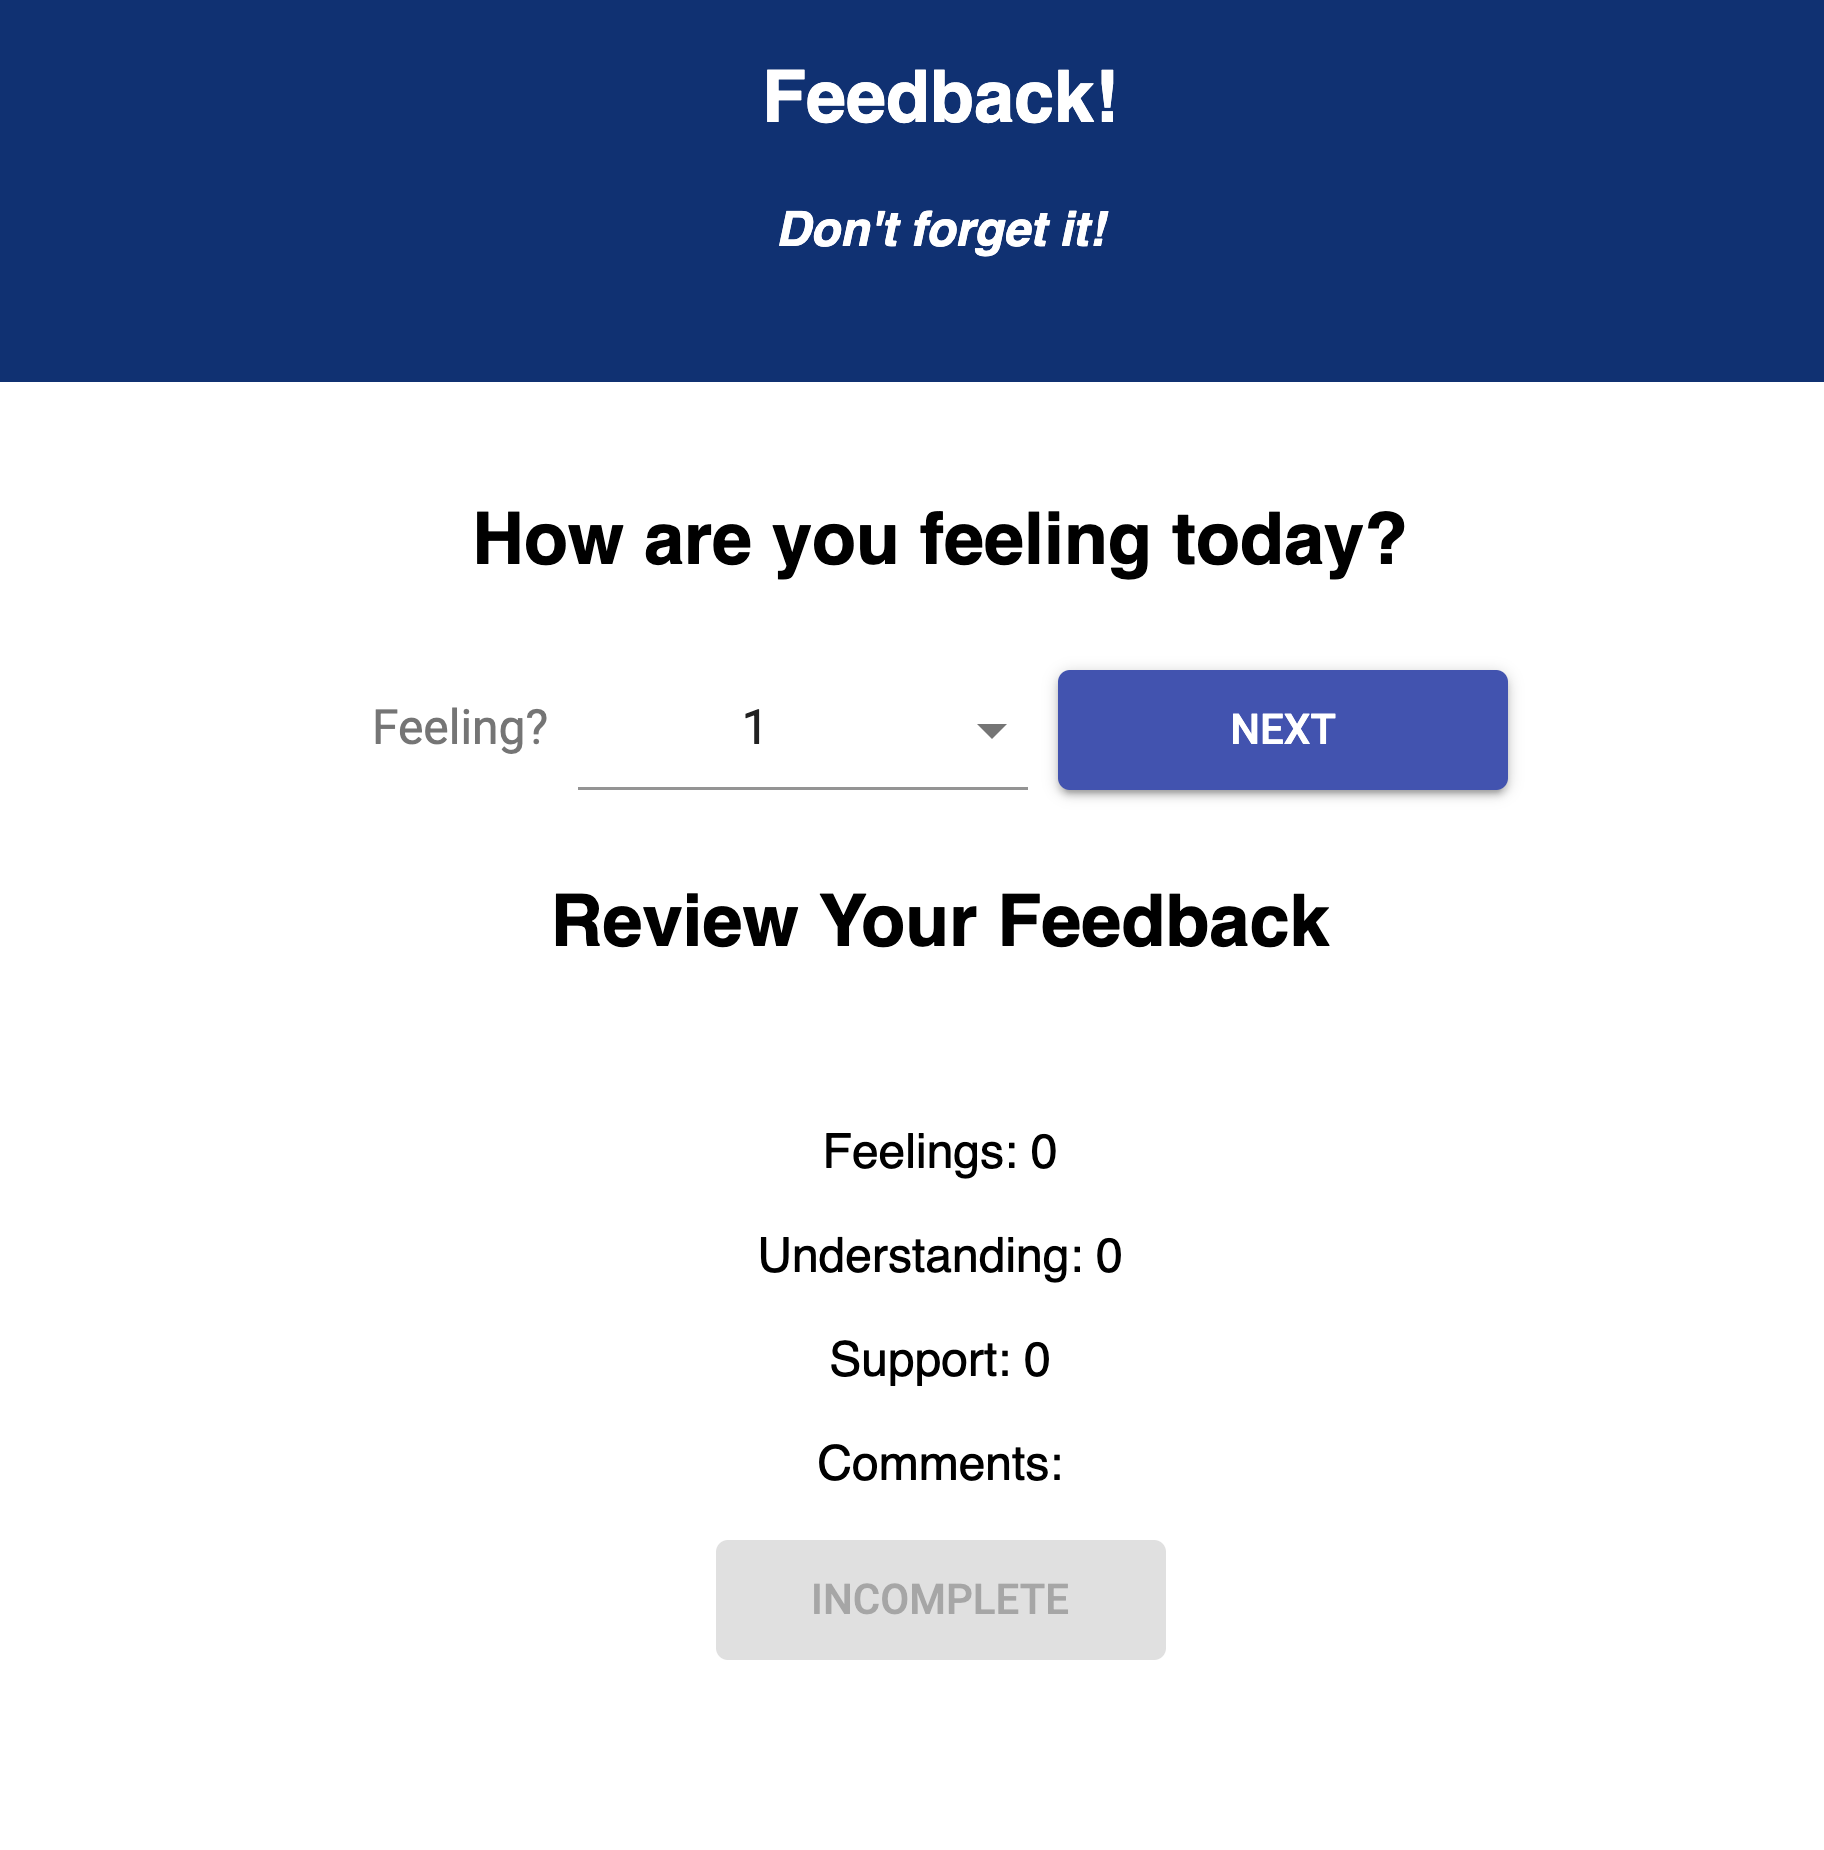 Feedback!
Don't forget it!
How are you feeling today?
Feeling? 1 NEXT
Review Your Feedback
Feelings: 0
Understanding: 0
Support: 0
Comments:
INCOMPLETE